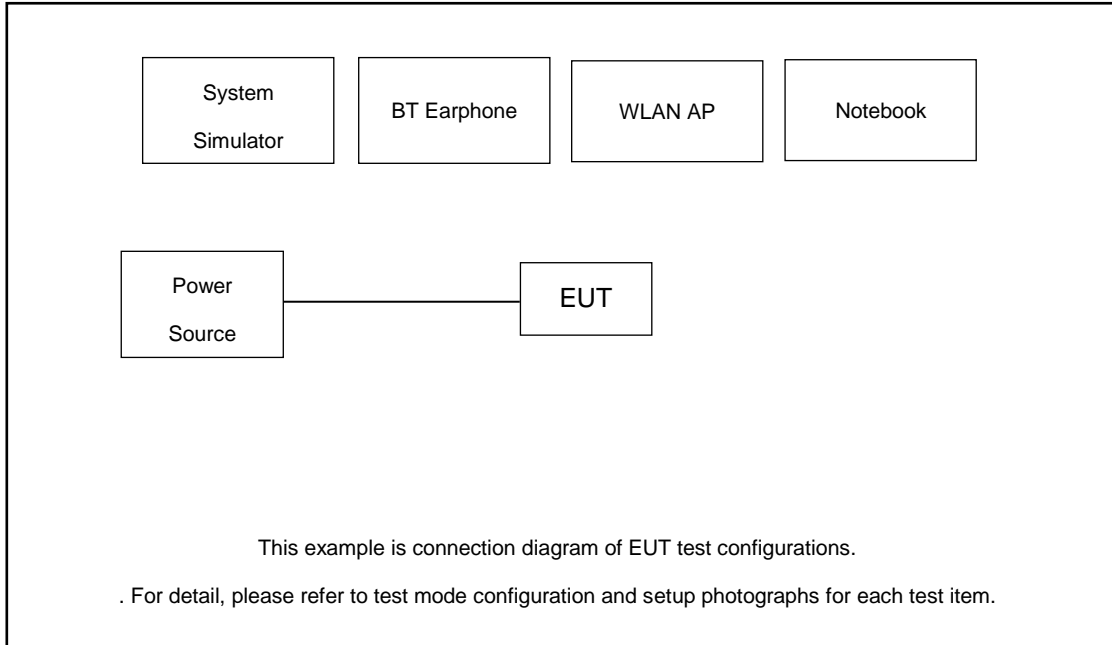 System
Simulator
BT Earphone
WLAN AP
Notebook
Power
Source
EUT
This example is connection diagram of EUT test configurations.
. For detail, please refer to test mode configuration and setup photographs for each test item.